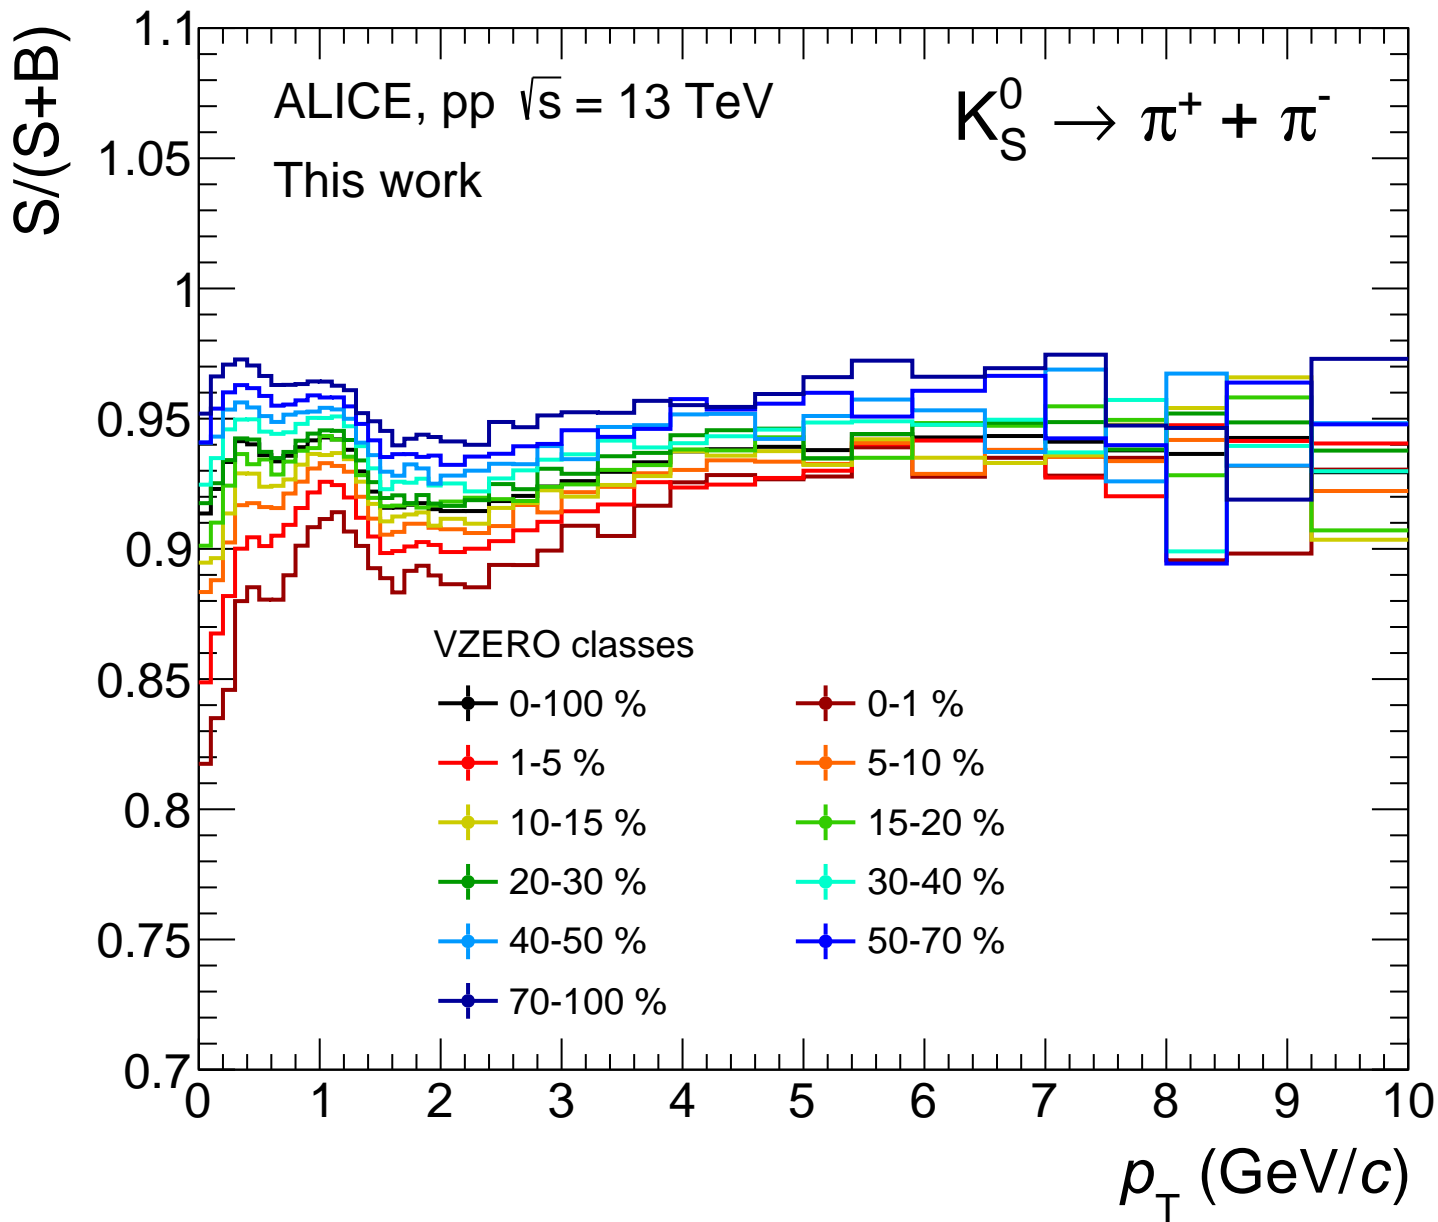 S/(S+B)
1.1
1.05
1
0.95
0.9
0.85
0.8
0.75
0.7
ALICE, pp √s = 13 TeV
This work
K⁰_S → π⁺ + π⁻
VZERO classes
0-100 % 0-1 %
1-5 % 5-10 %
10-15 % 15-20 %
20-30 % 30-40 %
40-50 % 50-70 %
70-100 %
0 1 2 3 4 5 6 7 8 9 10
p_T (GeV/c)